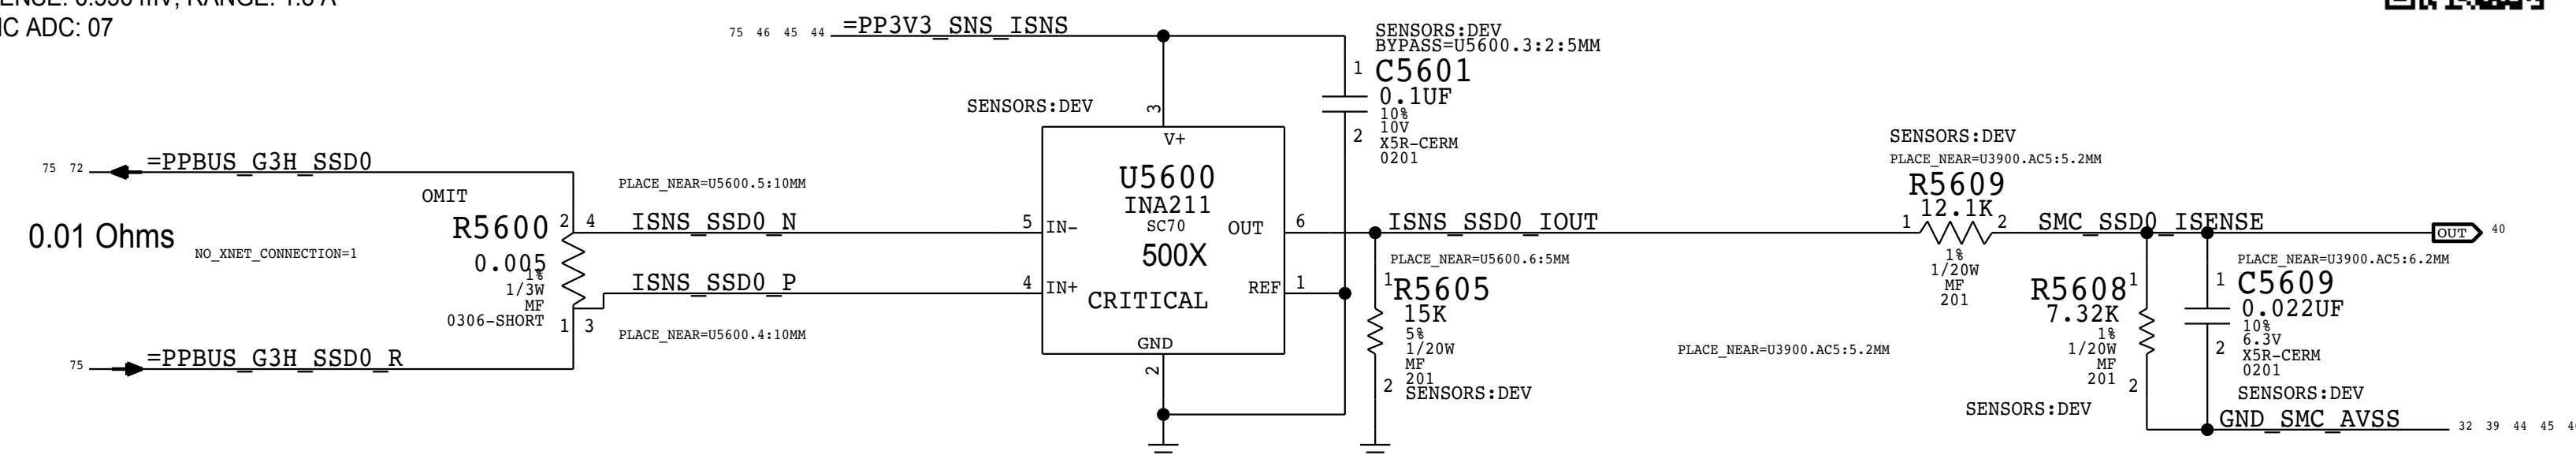 C ADC: 07
75 46 45 44 =PP3V3_SNS_ISNS
SENSORS:DEV
BYPASS=U5600.3:2:5MM
1 C5601
0.1UF
10%
10V
2 X5R-CERM
0201
SENSORS:DEV
3
V+
U5600
INA211
SC70
500X
CRITICAL
5 IN-
4 IN+
OUT 6
REF 1
GND
2
75 72 =PPBUS_G3H_SSD0
OMIT
PLACE_NEAR=U5600.5:10MM
R5600 2 4 ISNS_SSD0_N
0.01 Ohms
NO_XNET_CONNECTION=1
0.005
1%
1/3W
MF
0306-SHORT
1 3
ISNS_SSD0_P
PLACE_NEAR=U5600.4:10MM
75 =PPBUS_G3H_SSD0_R
ISNS_SSD0_IOUT
PLACE_NEAR=U5600.6:5MM
1 R5605
15K
5%
1/20W
MF
2 201
SENSORS:DEV
SENSORS:DEV
PLACE_NEAR=U3900.AC5:5.2MM
R5609
1 12.1K 2
1%
1/20W
MF
201
SMC_SSD0_ISENSE
OUT 40
PLACE_NEAR=U3900.AC5:5.2MM
R5608 1
7.32K
1%
1/20W
MF
201 2
SENSORS:DEV
PLACE_NEAR=U3900.AC5:6.2MM
1 C5609
0.022UF
10%
6.3V
2 X5R-CERM
0201
SENSORS:DEV
GND_SMC_AVSS 32 39 44 45